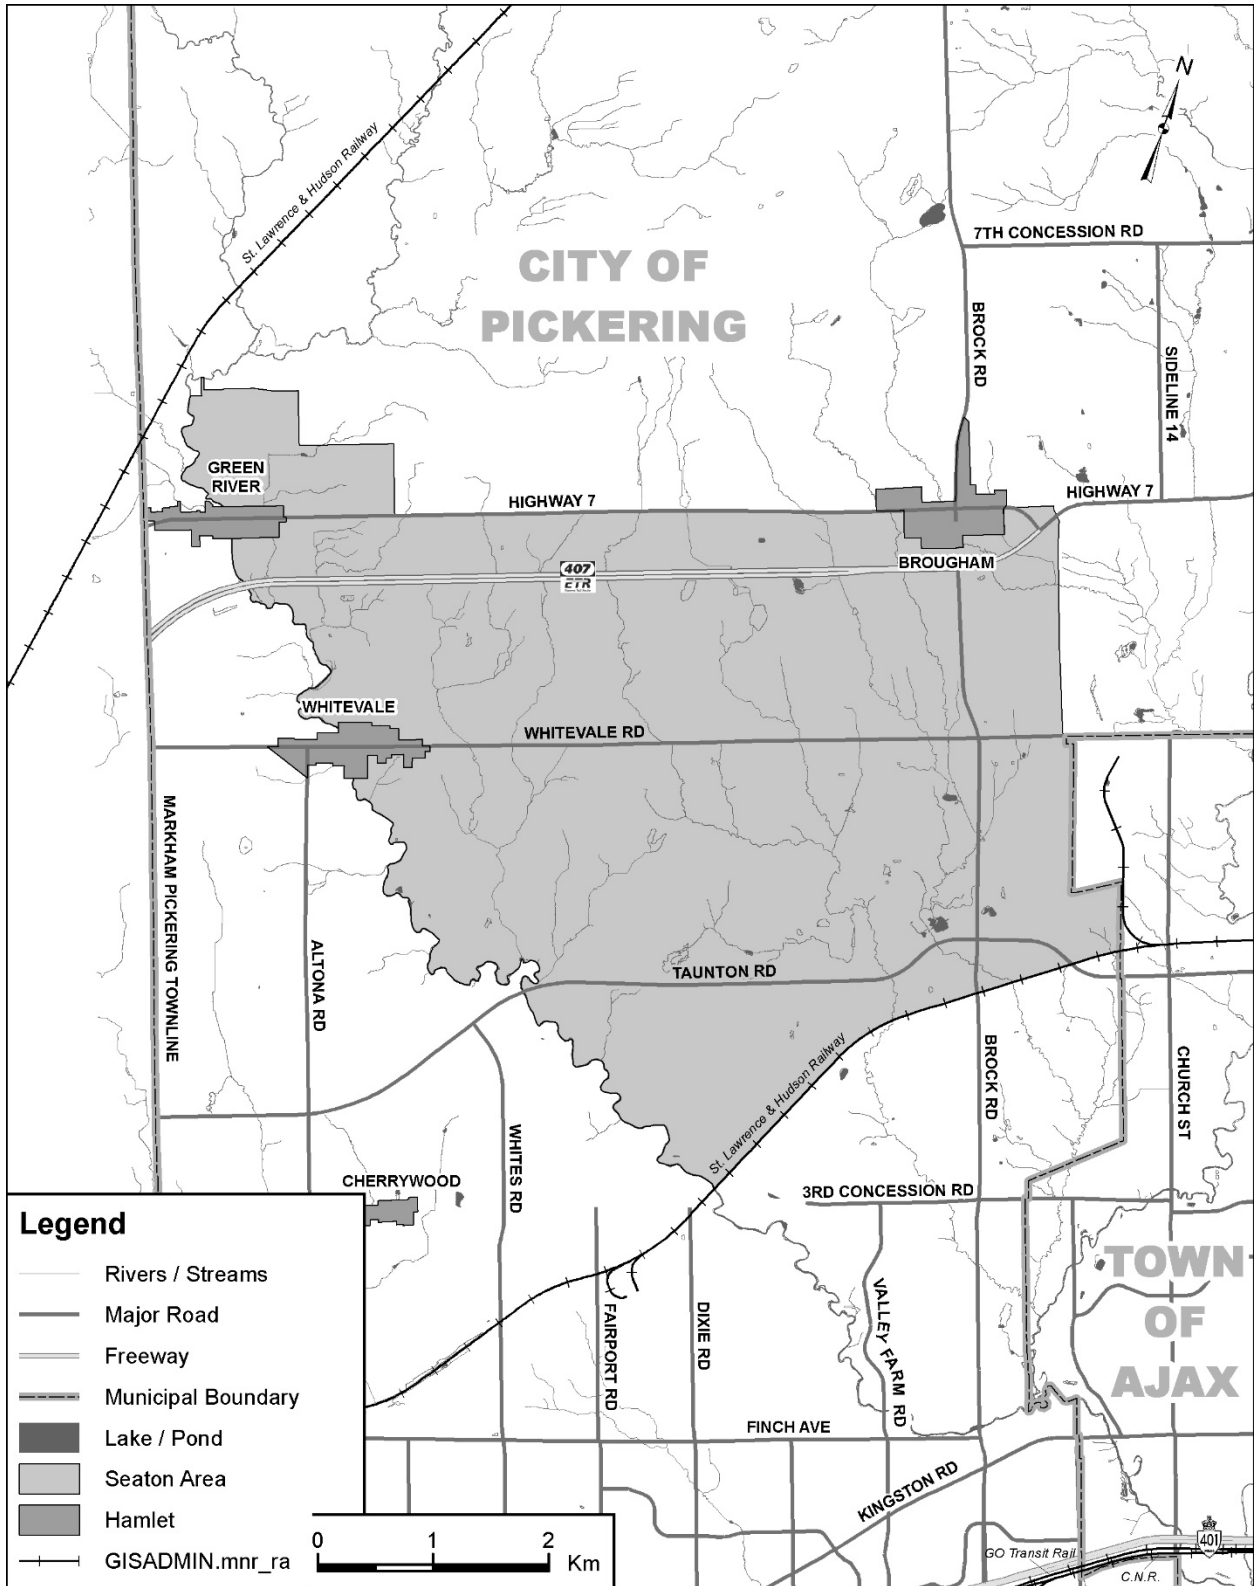 N
St. Lawrence & Hudson Railway
7TH CONCESSION RD
CITY OF
PICKERING
BROCK RD
SIDELINE 14
GREEN
RIVER
HIGHWAY 7
HIGHWAY 7
BROUGHAM
407
ETR
WHITEVALE
WHITEVALE RD
MARKHAM PICKERING TOWNLINE
ALTONA RD
TAUNTON RD
St. Lawrence & Hudson Railway
BROCK RD
CHURCH ST
WHITES RD
CHERRYWOOD
3RD CONCESSION RD
TOWN
OF
AJAX
FAIRPORT RD
DIXIE RD
VALLEY FARM RD
FINCH AVE
KINGSTON RD
GO Transit Rail
C.N.R.
401
Legend
Rivers / Streams
Major Road
Freeway
Municipal Boundary
Lake / Pond
Seaton Area
Hamlet
GISADMIN.mnr_ra
0 1 2
Km